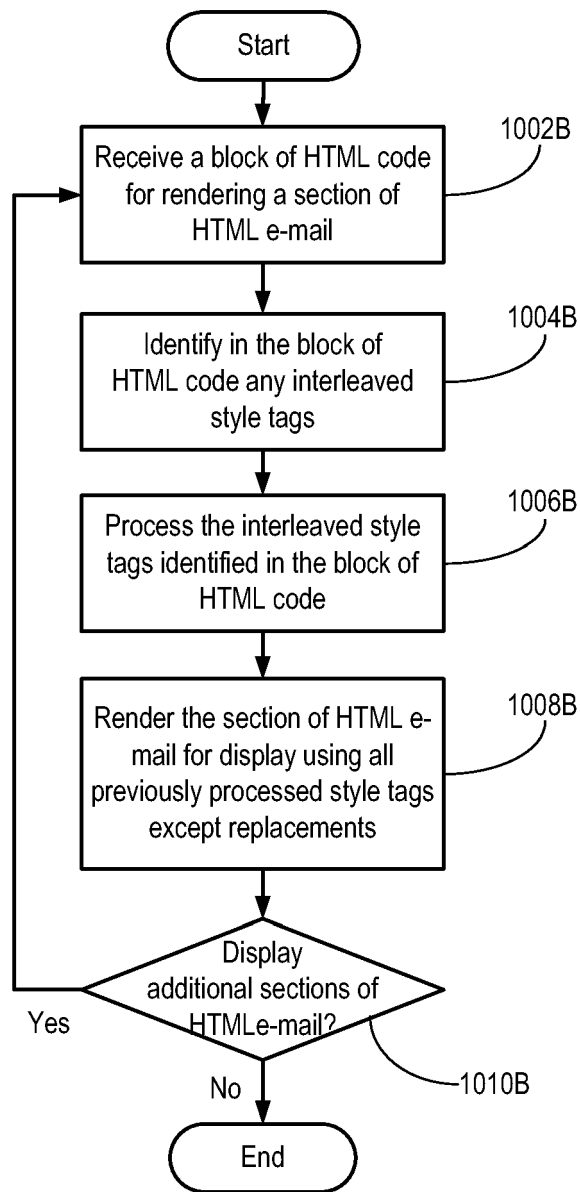 Start
1002B
Receive a block of HTML code
for rendering a section of
HTML e-mail
1004B
Identify in the block of
HTML code any interleaved
style tags
1006B
Process the interleaved style
tags identified in the block of
HTML code
1008B
Render the section of HTML e-
mail for display using all
previously processed style tags
except replacements
Display
additional sections of
HTMLe-mail?
Yes
1010B
No
End